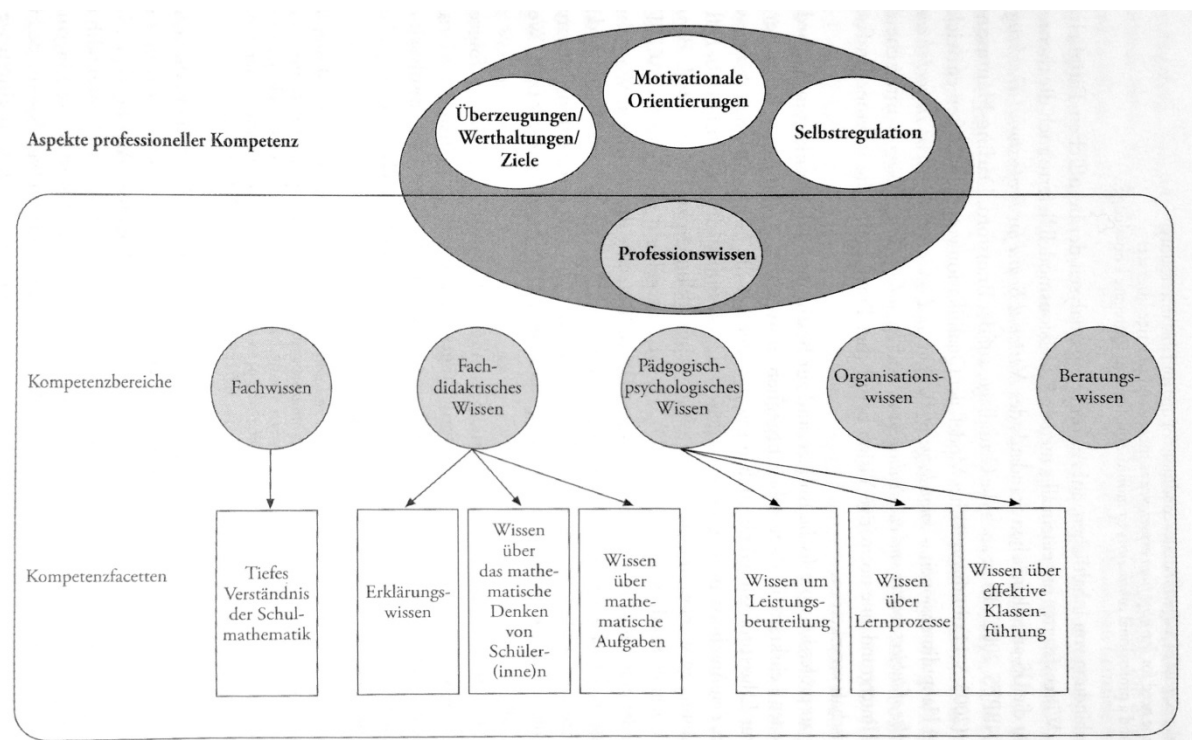 Motivationale
Orientierungen
Überzeugungen/
Werthaltungen/
Ziele
Selbstregulation
Aspekte professioneller Kompetenz
Professionswissen
Kompetenzbereiche
Fachwissen
Fach-
didaktisches
Wissen
Pädgogisch-
psychologisches
Wissen
Organisations-
wissen
Beratungs-
wissen
Kompetenzfacetten
Tiefes
Verständnis
der Schul-
mathematik
Erklärungs-
wissen
Wissen
über
das mathe-
matische
Denken
von
Schüler-
(inne)n
Wissen
über
mathe-
matische
Aufgaben
Wissen um
Leistungs-
beurteilung
Wissen
über
Lernprozesse
Wissen über
effektive
Klassen-
führung